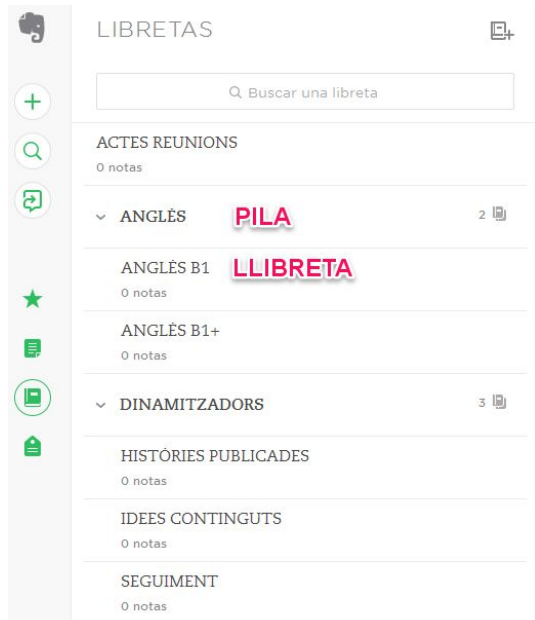 LIBRETAS
Buscar una libreta
ACTES REUNIONS
0 notas
ANGLÈS PILA 2
ANGLÈS B1 LLIBRETA
0 notas
ANGLÈS B1+
0 notas
DINAMITZADORS 3
HISTÒRIES PUBLICADES
0 notas
IDEES CONTINGUTS
0 notas
SEGUIMENT
0 notas